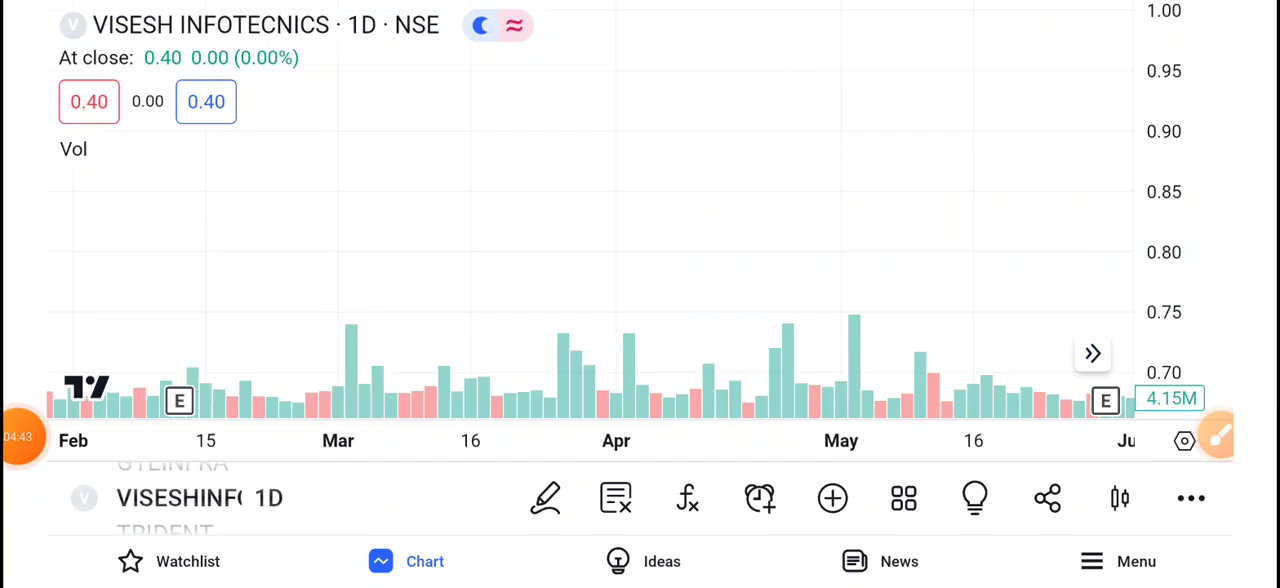 V VISESH INFOTECNICS · 1D · NSE
At close: 0.40 0.00 (0.00%)
0.40 0.00 0.40
Vol
1.00
0.95
0.90
0.85
0.80
0.75
0.70
4.15M
E E
04:43
Feb 15 Mar 16 Apr May 16 Ju
V VISESHINF 1D
TRIDENT
Watchlist Chart Ideas News Menu